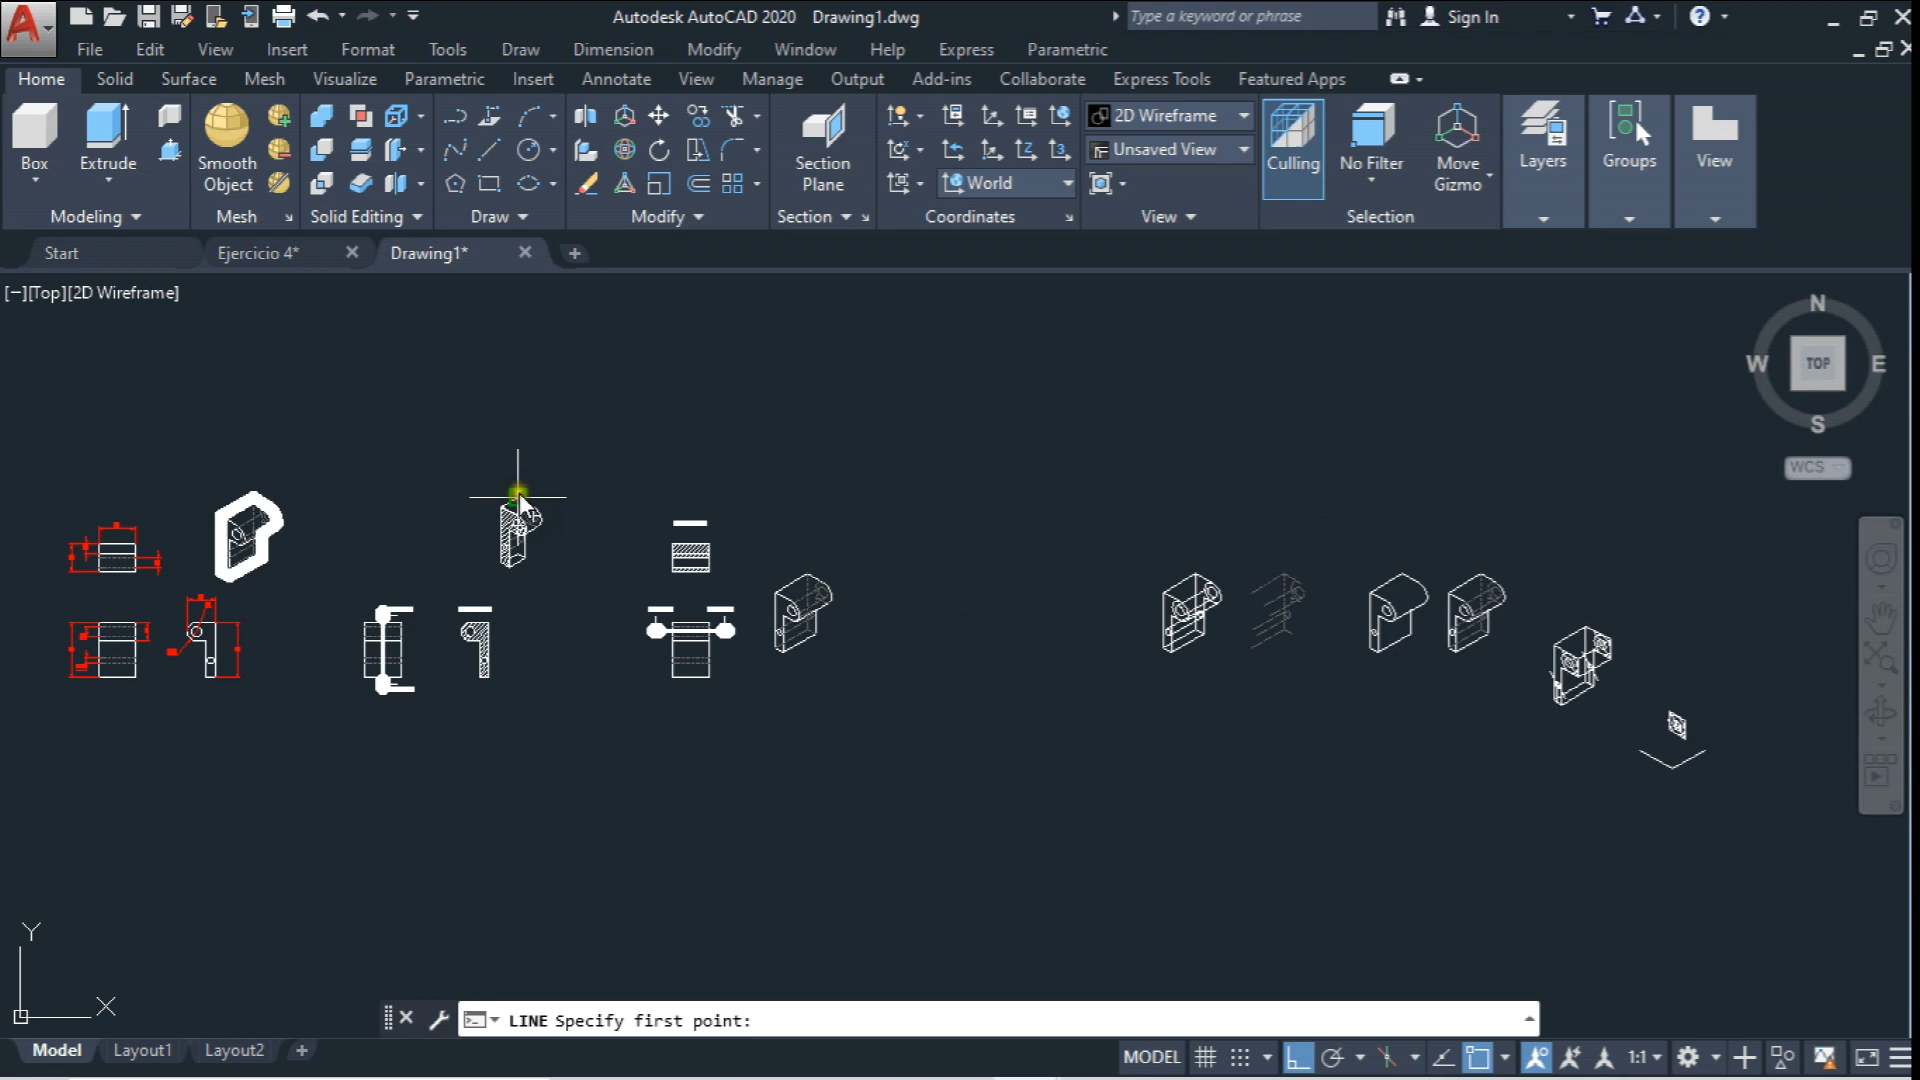 Autodesk AutoCAD 2020 Drawing1.dwg Type a keyword or phrase Sign In
File Edit View Insert Format Tools Draw Dimension Modify Window Help Express Parametric
Home Solid Surface Mesh Visualize Parametric Insert Annotate View Manage Output Add-ins Collaborate Express Tools Featured Apps
2D Wireframe
Unsaved View
World
Box Extrude Smooth Object Section Plane Culling No Filter Move Gizmo Layers Groups View
Modeling Mesh Solid Editing Draw Modify Section Coordinates View Selection
Start Ejercicio 4* Drawing1*
[−][Top][2D Wireframe]
N
W TOP E
S
WCS
Y
X
LINE Specify first point:
Model Layout1 Layout2
MODEL 1:1